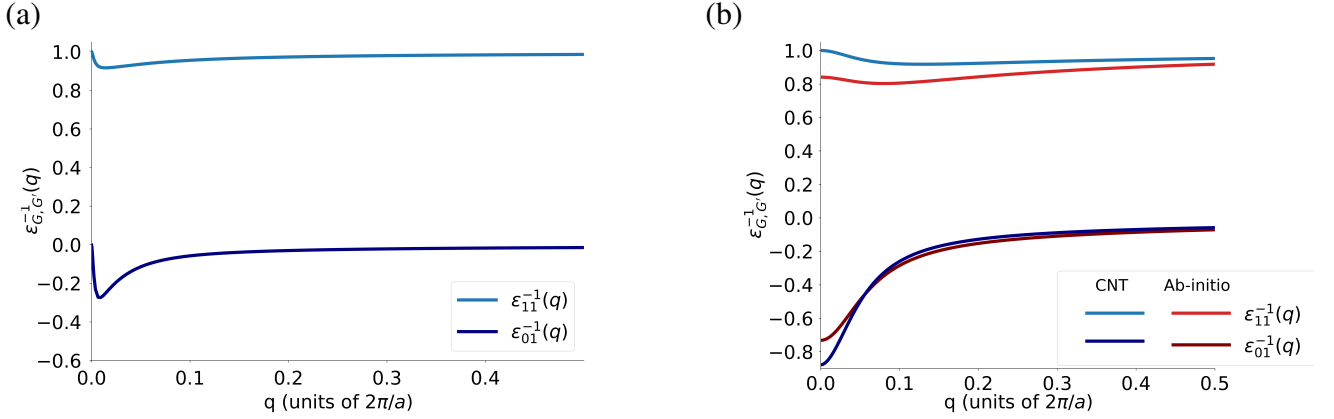 (a)
1.0
0.8
0.6
0.4
0.2
0.0
−0.2
−0.4
−0.6
ε⁻¹_{G,G'}(q)
0.0 0.1 0.2 0.3 0.4
q (units of 2π/a)
ε⁻¹₁₁(q)
ε⁻¹₀₁(q)
(b)
1.0
0.8
0.6
0.4
0.2
0.0
−0.2
−0.4
−0.6
−0.8
ε⁻¹_{G,G'}(q)
0.0 0.1 0.2 0.3 0.4 0.5
q (units of 2π/a)
CNT Ab-initio
ε⁻¹₁₁(q)
ε⁻¹₀₁(q)